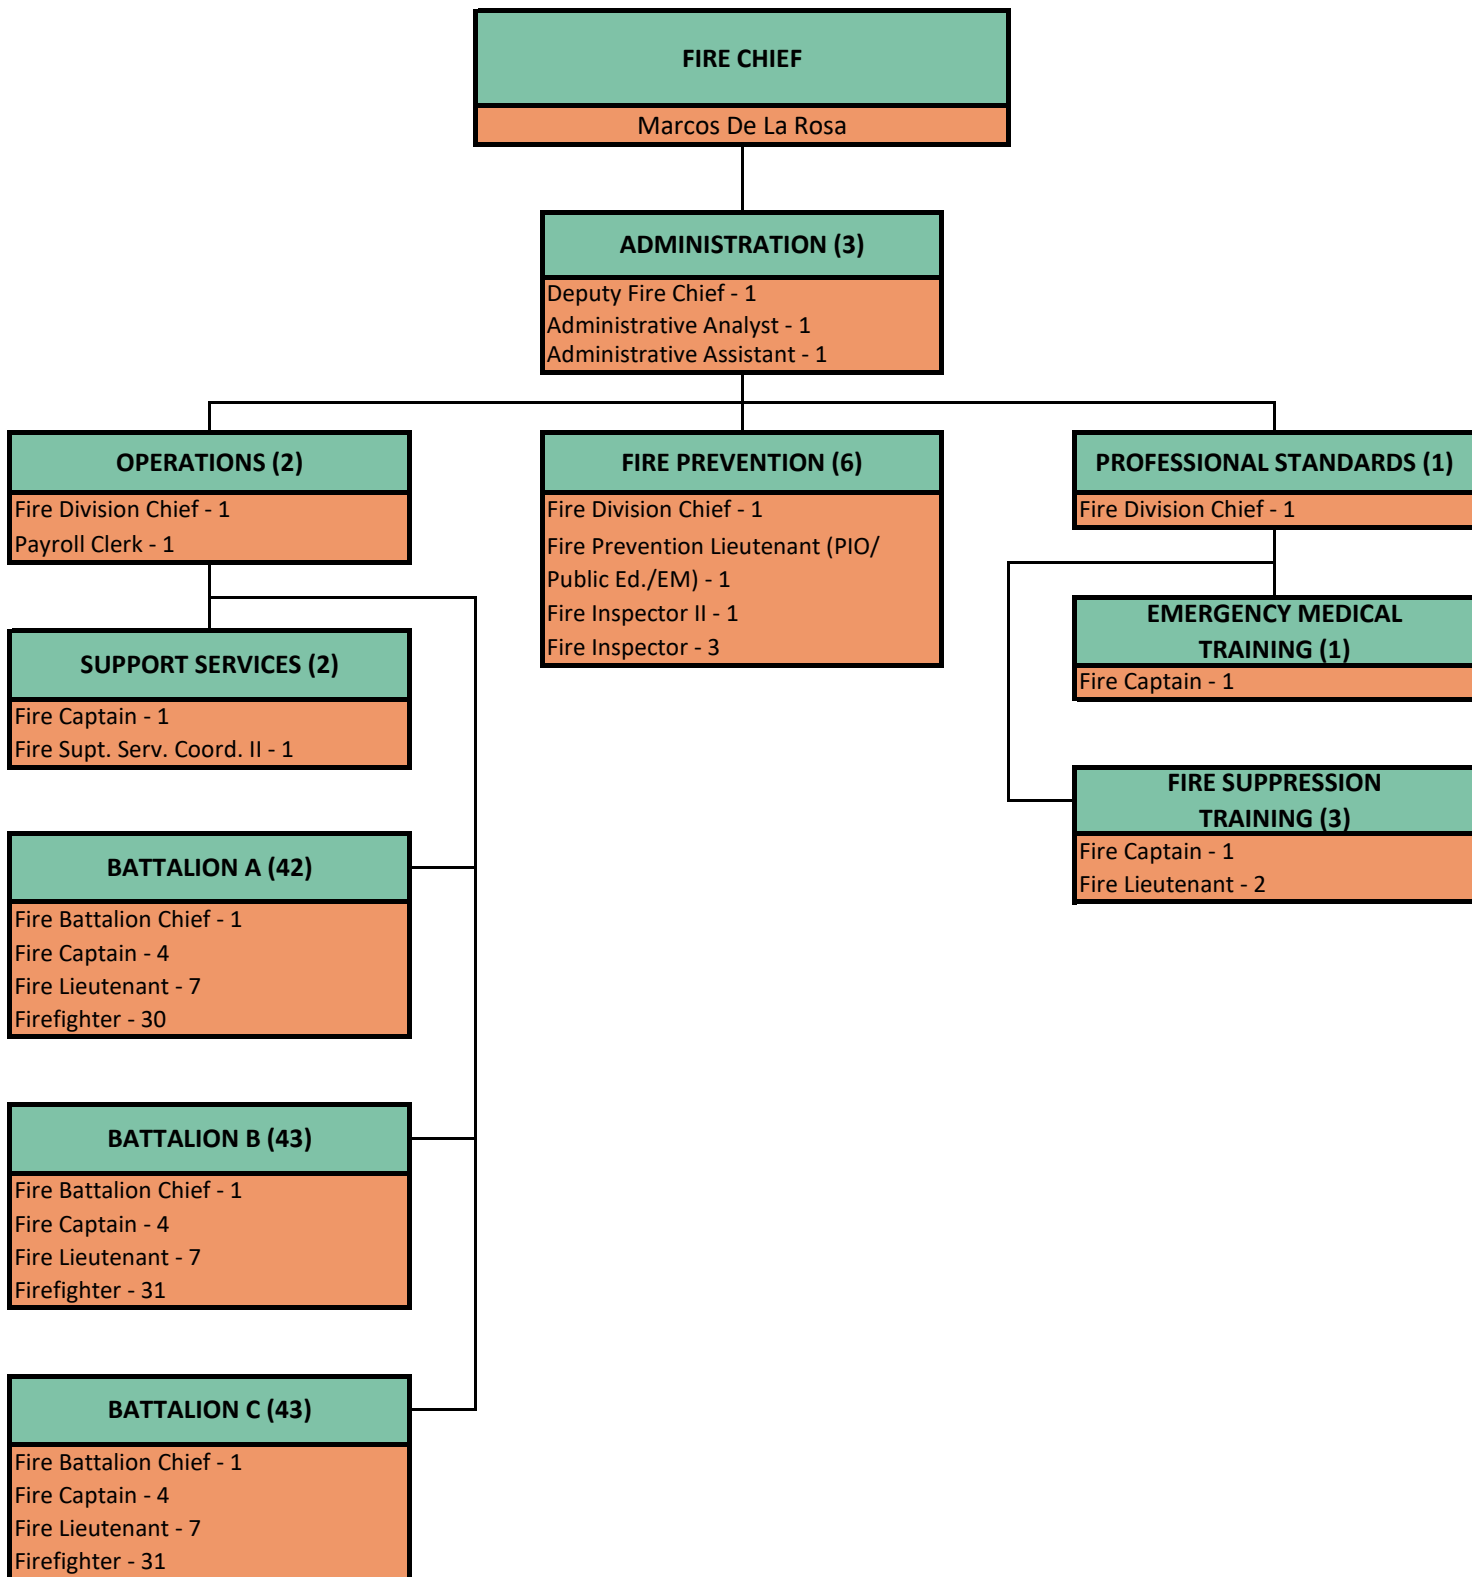 FIRE CHIEF
Marcos De La Rosa
ADMINISTRATION (3)
Deputy Fire Chief - 1
Administrative Analyst - 1
Administrative Assistant - 1
OPERATIONS (2)
Fire Division Chief - 1
Payroll Clerk - 1
SUPPORT SERVICES (2)
Fire Captain - 1
Fire Supt. Serv. Coord. II - 1
BATTALION A (42)
Fire Battalion Chief - 1
Fire Captain - 4
Fire Lieutenant - 7
Firefighter - 30
BATTALION B (43)
Fire Battalion Chief - 1
Fire Captain - 4
Fire Lieutenant - 7
Firefighter - 31
BATTALION C (43)
Fire Battalion Chief - 1
Fire Captain - 4
Fire Lieutenant - 7
Firefighter - 31
FIRE PREVENTION (6)
Fire Division Chief - 1
Fire Prevention Lieutenant (PIO/
Public Ed./EM) - 1
Fire Inspector II - 1
Fire Inspector - 3
PROFESSIONAL STANDARDS (1)
Fire Division Chief - 1
EMERGENCY MEDICAL
TRAINING (1)
Fire Captain - 1
FIRE SUPPRESSION
TRAINING (3)
Fire Captain - 1
Fire Lieutenant - 2